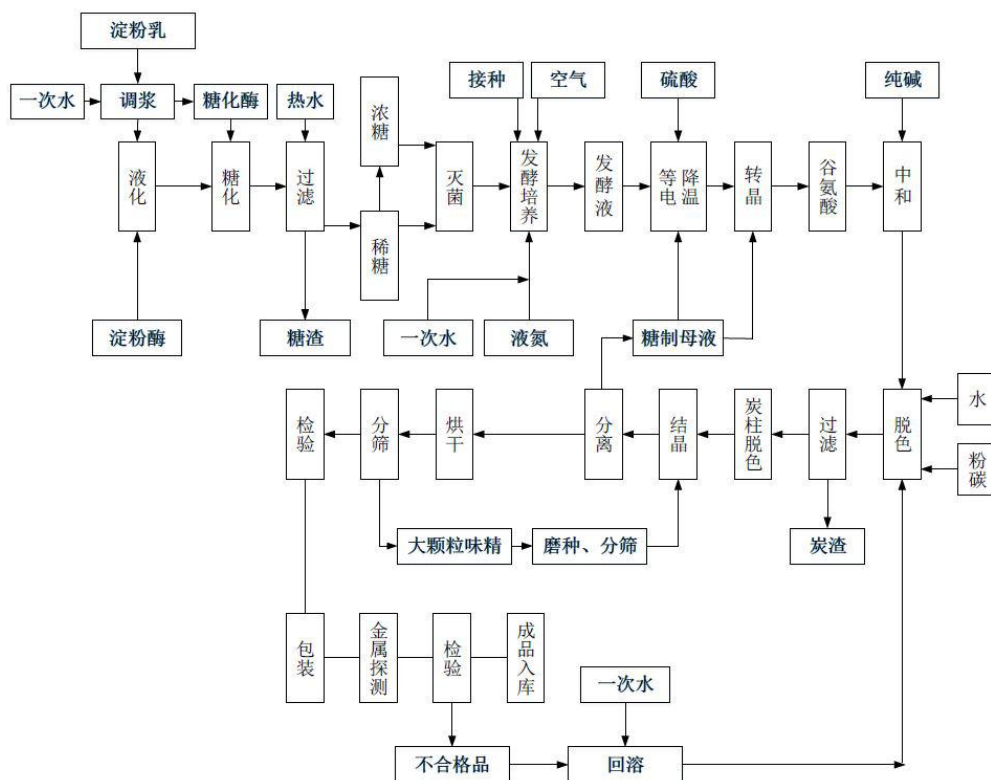 淀粉乳
一次水
调浆
糖化酶
热水
接种
空气
硫酸
纯碱
液化
糖化
过滤
浓糖
稀糖
灭菌
发酵培养
发酵液
等电
降温
转晶
谷氨酸
中和
淀粉酶
糖渣
一次水
液氮
糖制母液
检验
分筛
烘干
分离
结晶
炭柱脱色
过滤
脱色
水
粉碳
大颗粒味精
磨种、分筛
炭渣
包装
金属探测
检验
成品入库
一次水
不合格品
回溶